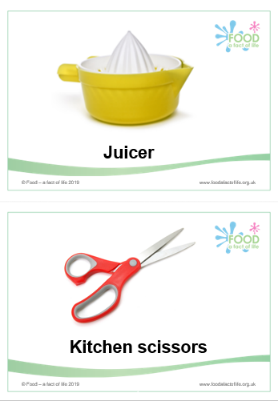 FOOD
a fact of life
Juicer
© Food – a fact of life 2019
www.foodafactoflife.org.uk
FOOD
a fact of life
Kitchen scissors
© Food – a fact of life 2019
www.foodafactoflife.org.uk